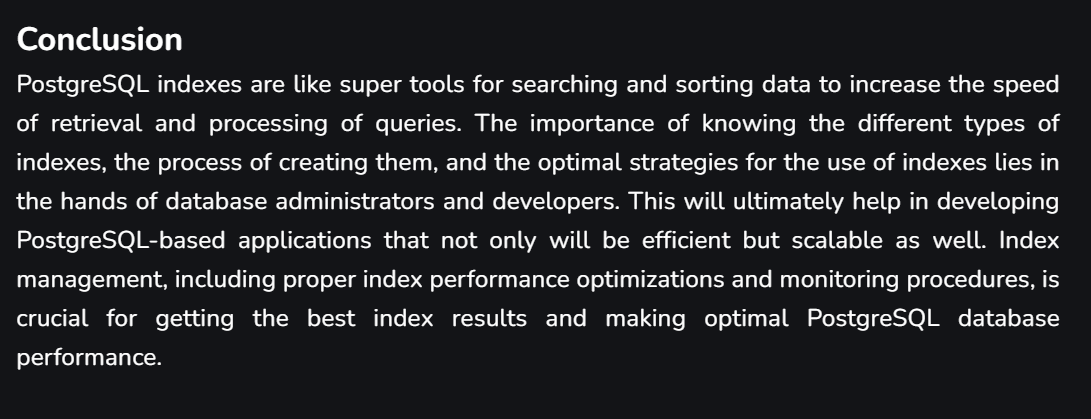 Conclusion
PostgreSQL indexes are like super tools for searching and sorting data to increase the speed
of retrieval and processing of queries. The importance of knowing the different types of
indexes, the process of creating them, and the optimal strategies for the use of indexes lies in
the hands of database administrators and developers. This will ultimately help in developing
PostgreSQL-based applications that not only will be efficient but scalable as well. Index
management, including proper index performance optimizations and monitoring procedures, is
crucial for getting the best index results and making optimal PostgreSQL database
performance.